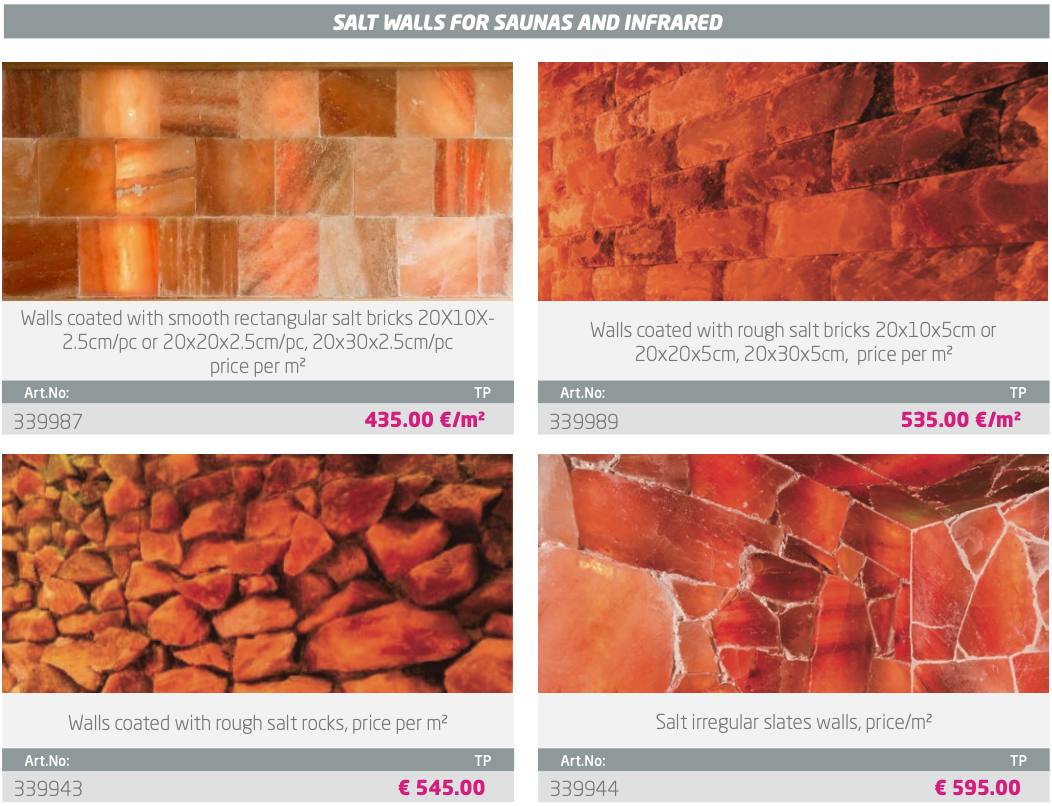 SALT WALLS FOR SAUNAS AND INFRARED
Walls coated with smooth rectangular salt bricks 20X10X-
2.5cm/pc or 20x20x2.5cm/pc, 20x30x2.5cm/pc
price per m²
Art.No: TP
339987 435.00 €/m²
Walls coated with rough salt bricks 20x10x5cm or
20x20x5cm, 20x30x5cm, price per m²
Art.No: TP
339989 535.00 €/m²
Walls coated with rough salt rocks, price per m²
Art.No: TP
339943 € 545.00
Salt irregular slates walls, price/m²
Art.No: TP
339944 € 595.00